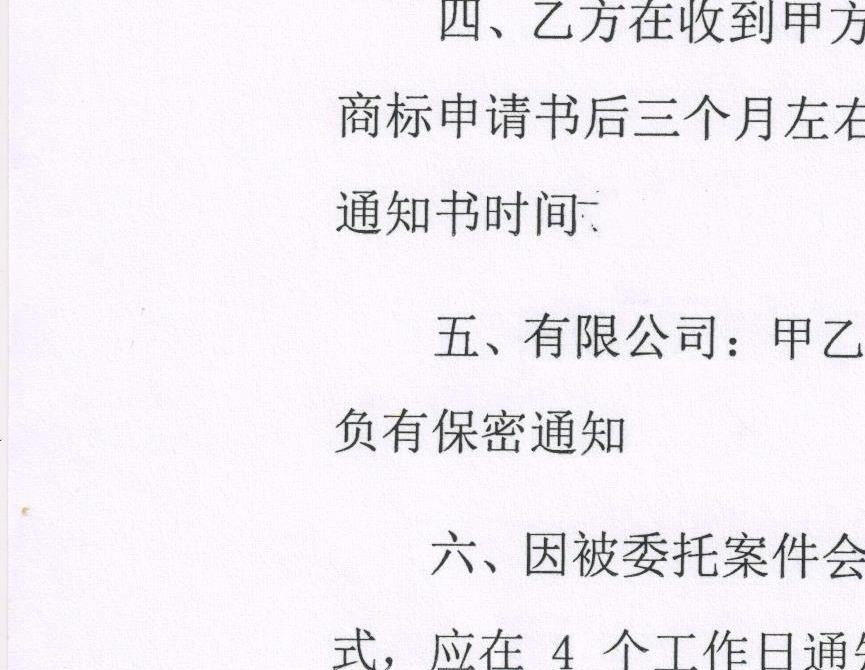 四、乙方在收到甲方
商标申请书后三个月左右
通知书时间
五、有限公司：甲乙
负有保密通知
六、因被委托案件会
式，应在 4 个工作日通